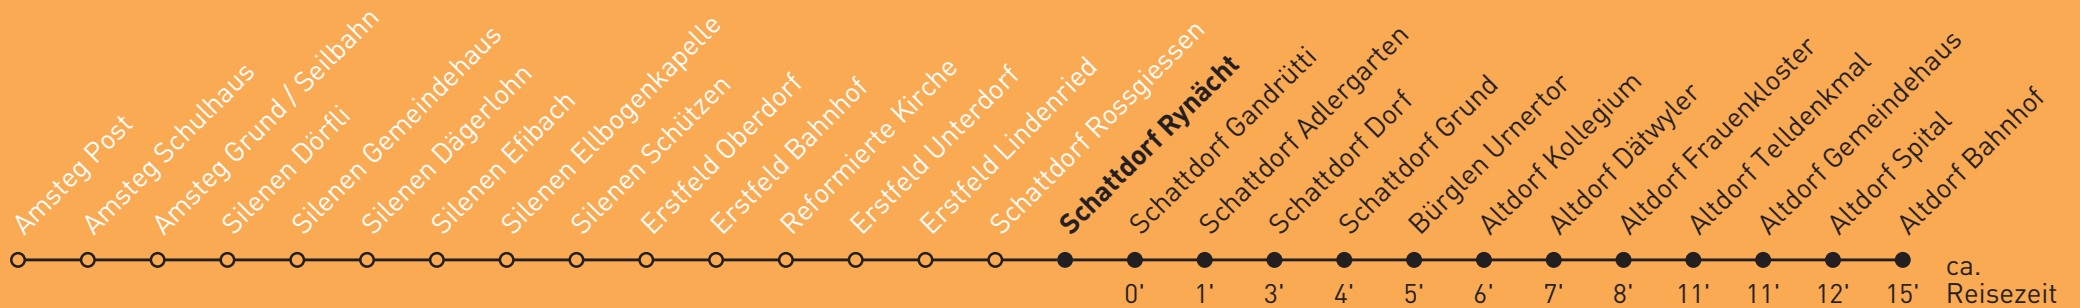 Amsteg Post
Amsteg Schulhaus
Amsteg Grund / Seilbahn
Silenen Dörfli
Silenen Gemeindehaus
Silenen Dägerlohn
Silenen Efibach
Silenen Ellbogenkapelle
Silenen Schützen
Erstfeld Oberdorf
Erstfeld Bahnhof
Reformierte Kirche
Erstfeld Unterdorf
Erstfeld Lindenried
Schattdorf Rossgiessen
Schattdorf Rynächt
Schattdorf Gandrütti
Schattdorf Adlergarten
Schattdorf Dorf
Schattdorf Grund
Bürglen Urnertor
Altdorf Kollegium
Altdorf Dätwyler
Altdorf Frauenkloster
Altdorf Telldenkmal
Altdorf Gemeindehaus
Altdorf Spital
Altdorf Bahnhof
0' 1' 3' 4' 5' 6' 7' 8' 11' 11' 12' 15'
ca.
Reisezeit